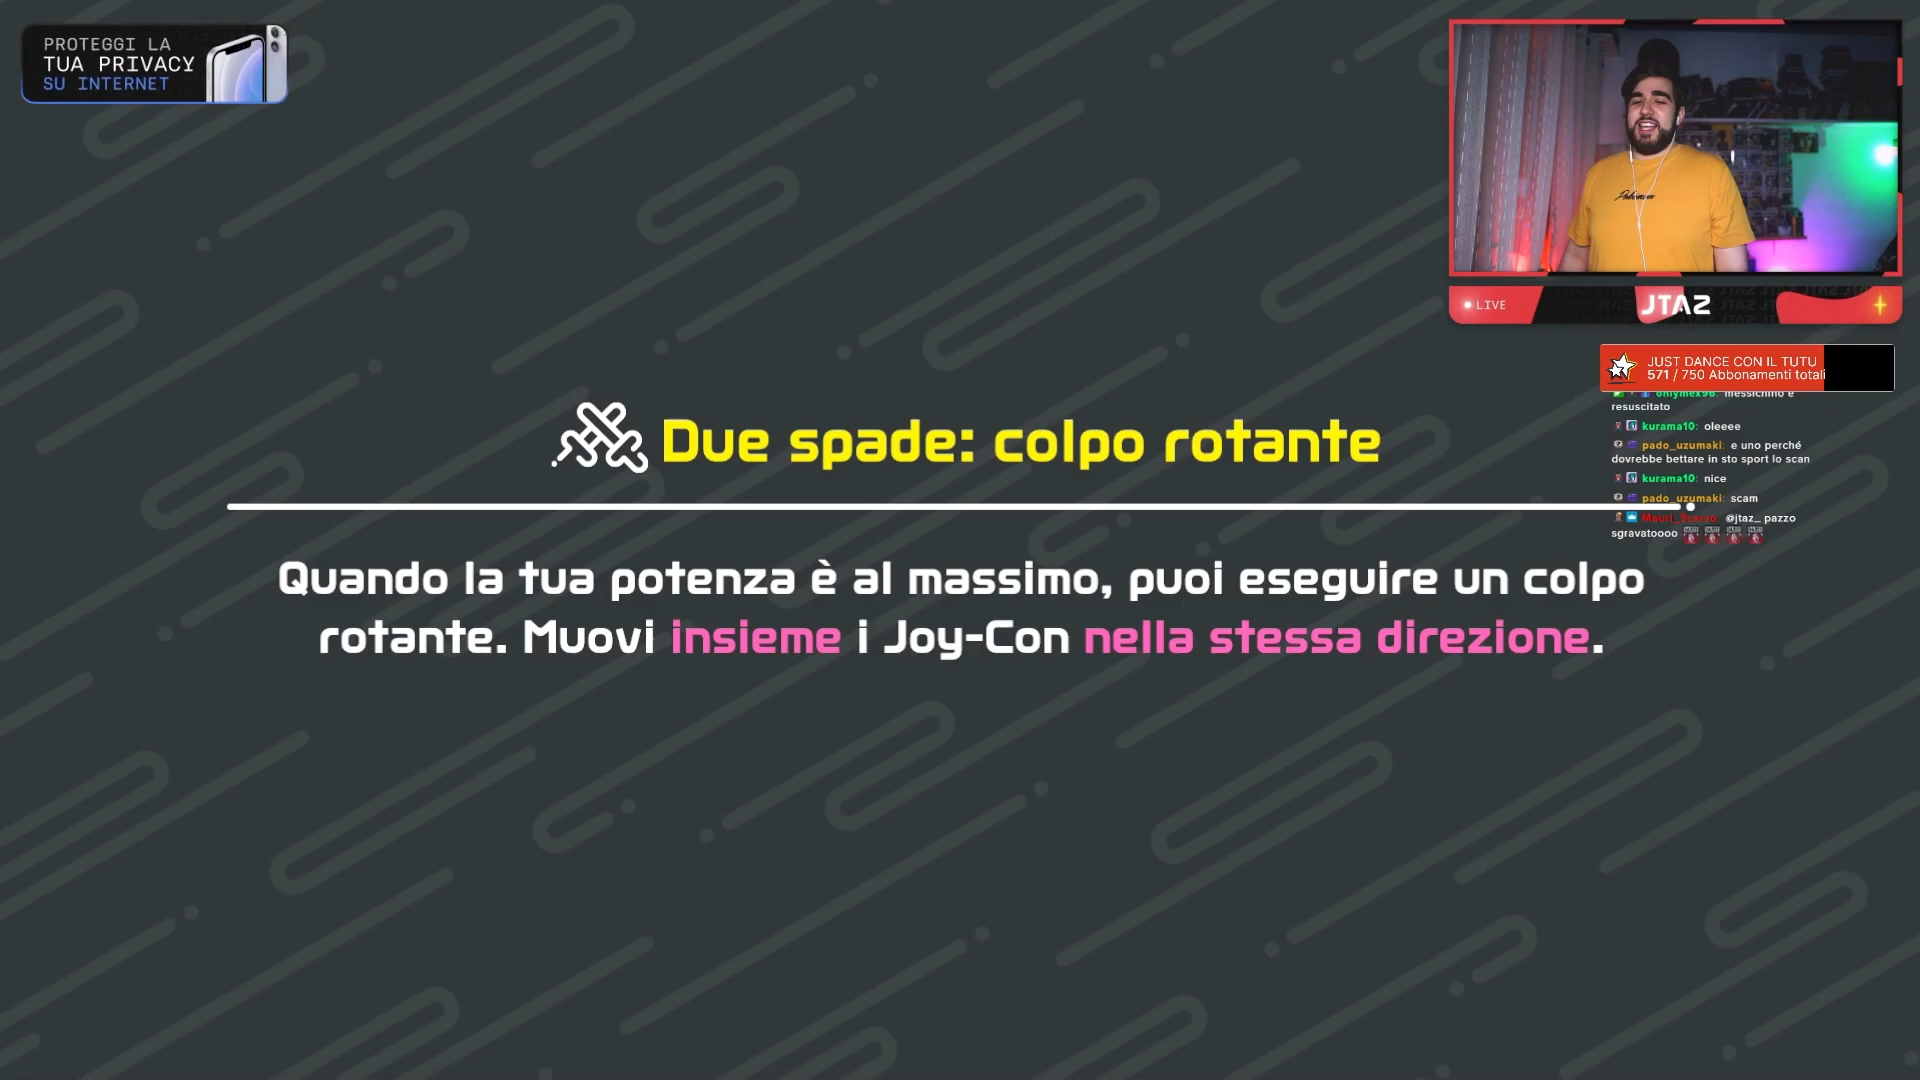 PROTEGGI LA
TUA PRIVACY
SU INTERNET
Pokémon
LIVE
JTAZ
JUST DANCE CON IL TUTU
571 / 750 Abbonamenti totali
onlymex96: messichino è
resuscitato
kurama10: oleeee
pado_uzumaki: e uno perché
dovrebbe bettare in sto sport lo scan
kurama10: nice
pado_uzumaki: scam
@jtaz_ pazzo
sgravatoooo
Due spade: colpo rotante
Quando la tua potenza è al massimo, puoi eseguire un colpo
rotante. Muovi insieme i Joy-Con nella stessa direzione.